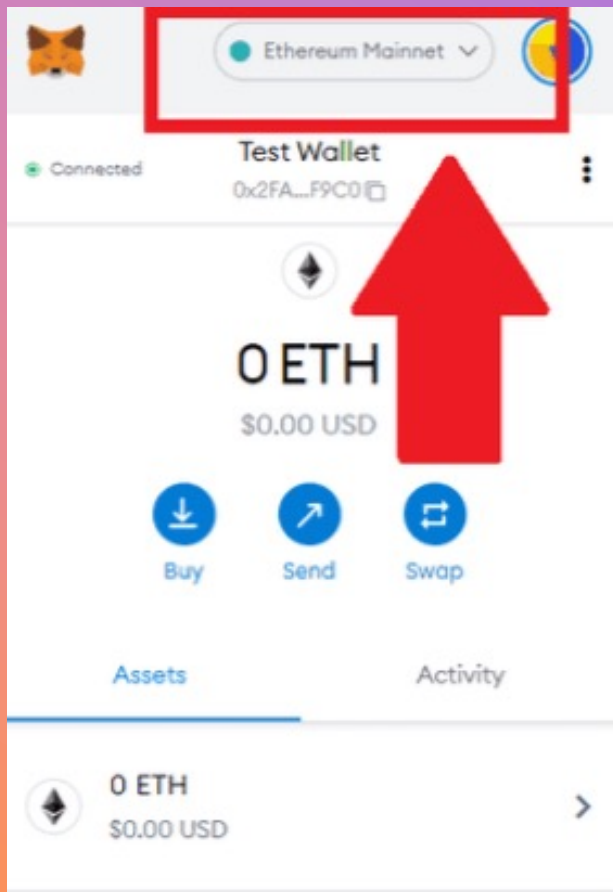 Ethereum Mainnet
Connected
Test Wallet
0x2FA...F9C0
0 ETH
$0.00 USD
Buy Send Swap
Assets Activity
0 ETH
$0.00 USD